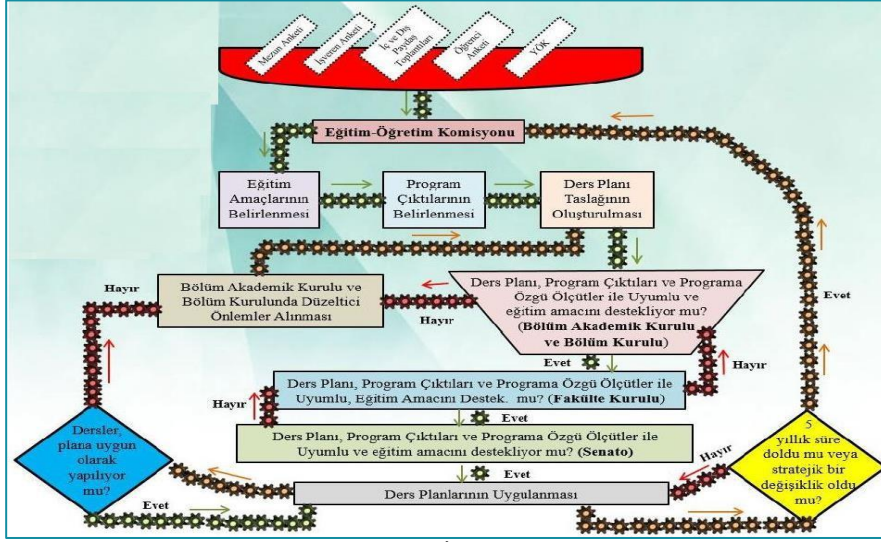 Mezun Anketi
İşveren Anketi
İç ve Dış
Paydaş
Toplantıları
Öğrenci
Anketi
YÖK
Eğitim-Öğretim Komisyonu
Eğitim
Amaçlarının
Belirlenmesi
Program
Çıktılarının
Belirlenmesi
Ders Planı
Taslağının
Oluşturulması
Hayır
Bölüm Akademik Kurulu ve
Bölüm Kurulunda Düzeltici
Önlemler Alınması
Hayır
Ders Planı, Program Çıktıları ve Programa
Özgü Ölçütler ile Uyumlu ve
eğitim amacını destekliyor mu?
(Bölüm Akademik Kurulu
ve Bölüm Kurulu)
Evet
Evet
Hayır
Ders Planı, Program Çıktıları ve Programa Özgü Ölçütler ile
Uyumlu, Eğitim Amacını Destek. mu? (Fakülte Kurulu)
Hayır
Evet
Ders Planı, Program Çıktıları ve Programa Özgü Ölçütler ile
Uyumlu ve eğitim amacını destekliyor mu? (Senato)
Evet
Dersler,
plana uygun
olarak
yapılıyor
mu?
Evet
Ders Planlarının Uygulanması
Hayır
5
yıllık süre
doldu mu veya
stratejik bir
değişiklik oldu
mu?